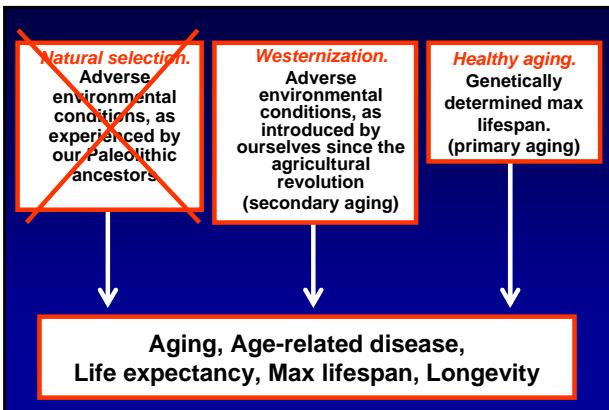 Natural selection.
Adverse
environmental
conditions, as
experienced by
our Paleolithic
ancestors
Westernization.
Adverse
environmental
conditions, as
introduced by
ourselves since the
agricultural
revolution
(secondary aging)
Healthy aging.
Genetically
determined max
lifespan.
(primary aging)
Aging, Age-related disease,
Life expectancy, Max lifespan, Longevity